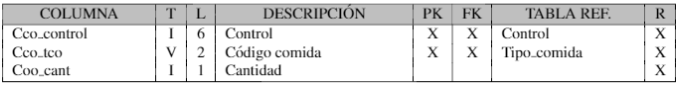 COLUMNA T L DESCRIPCIÓN PK FK TABLA REF. R
Cco_control I 6 Control X X Control X
Cco_tco V 2 Código comida X X Tipo_comida X
Coo_cant I 1 Cantidad X